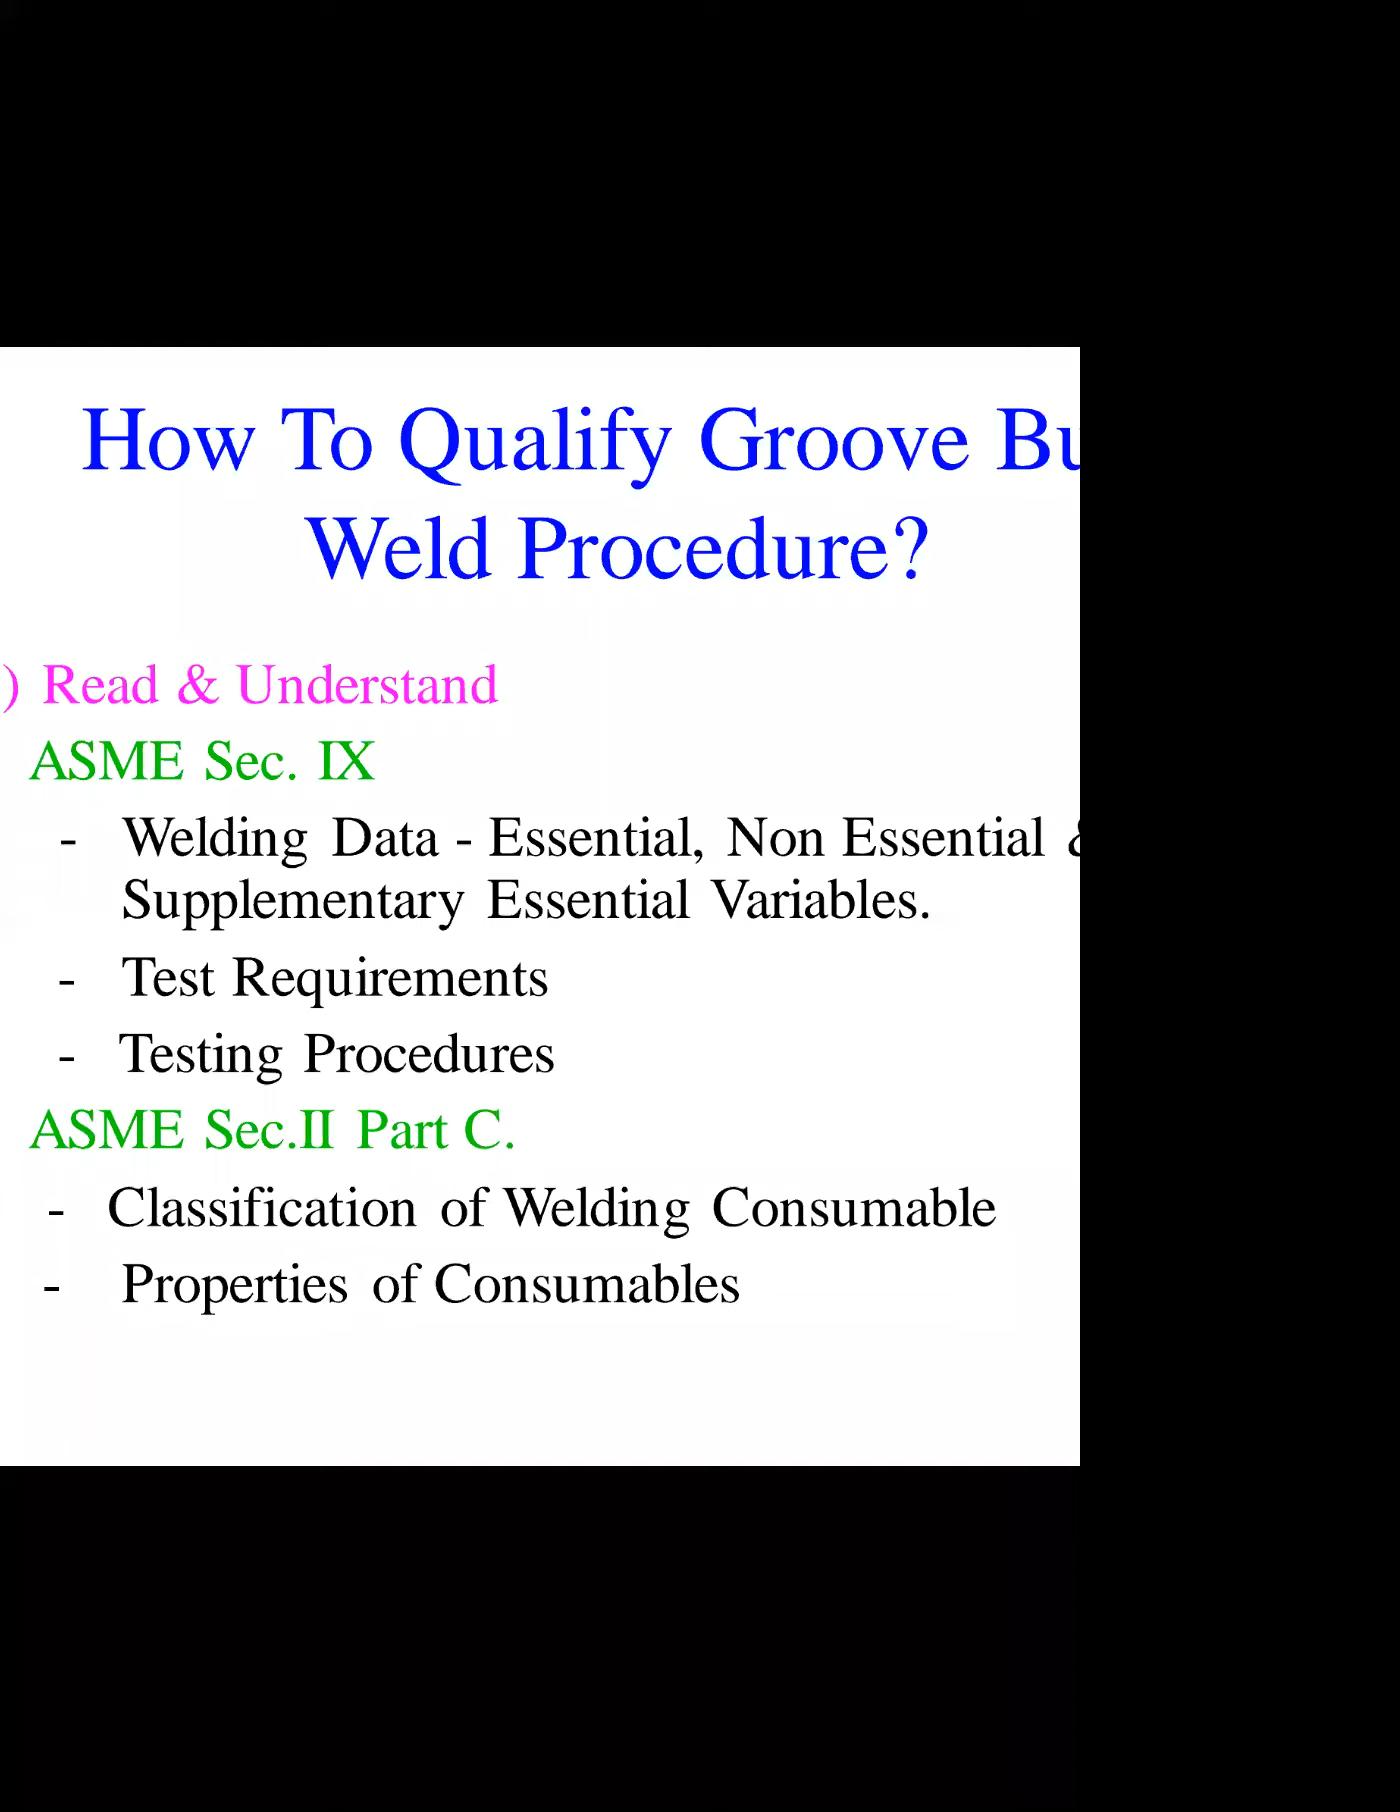 How To Qualify Groove Bu
Weld Procedure?
) Read & Understand
ASME Sec. IX
- Welding Data - Essential, Non Essential &
Supplementary Essential Variables.
- Test Requirements
- Testing Procedures
ASME Sec.II Part C.
- Classification of Welding Consumable
- Properties of Consumables